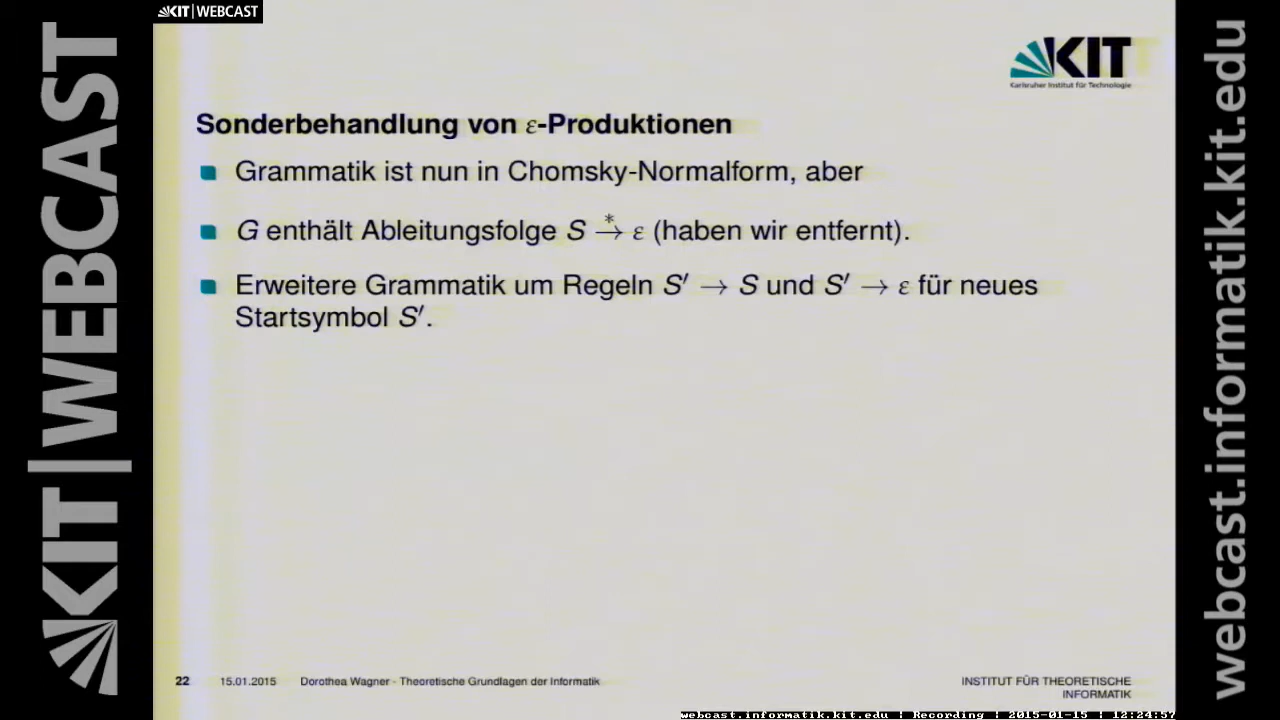 KIT|WEBCAST
KIT
Karlsruher Institut für Technologie
Sonderbehandlung von ε-Produktionen
Grammatik ist nun in Chomsky-Normalform, aber
G enthält Ableitungsfolge S →* ε (haben wir entfernt).
Erweitere Grammatik um Regeln S′ → S und S′ → ε für neues
Startsymbol S′.
22 15.01.2015 Dorothea Wagner - Theoretische Grundlagen der Informatik
INSTITUT FÜR THEORETISCHE
INFORMATIK
KIT|WEBCAST
webcast.informatik.kit.edu
webcast.informatik.kit.edu | Recording | 2015-01-15 | 12:24:57